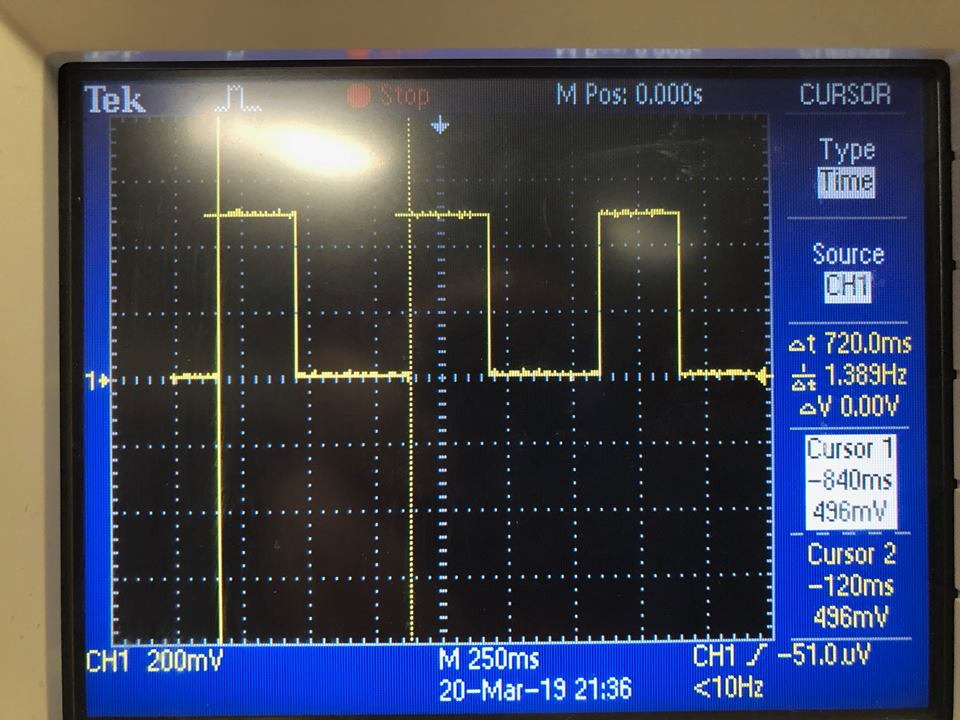 Tek Stop M Pos: 0.000s CURSOR
Type
Time
Source
CH1
Δt 720.0ms
1/Δt 1.389Hz
ΔV 0.00V
Cursor 1
-840ms
496mV
Cursor 2
-120ms
496mV
1
CH1 200mV M 250ms CH1 -51.0uV
20-Mar-19 21:36 <10Hz